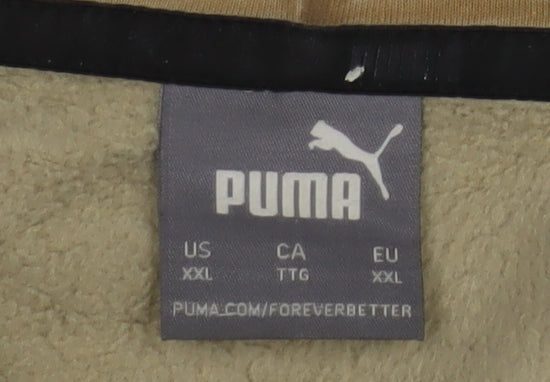 PUMA
US CA EU
XXL TTG XXL
PUMA.COM/FOREVERBETTER